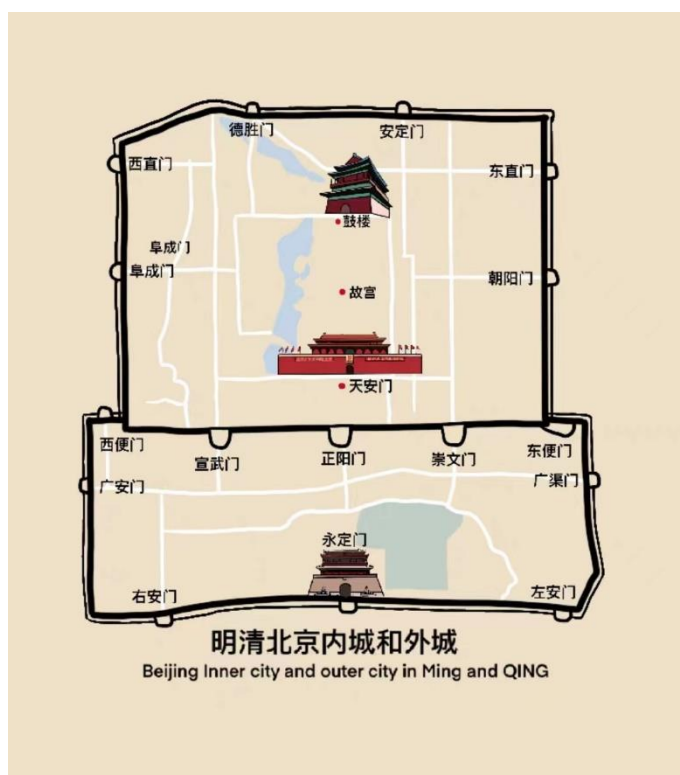 德胜门
安定门
西直门
东直门
鼓楼
阜成门
阜成门
朝阳门
故宫
天安门
西便门
宣武门
正阳门
崇文门
东便门
广安门
广渠门
永定门
右安门
左安门
明清北京内城和外城
Beijing Inner city and outer city in Ming and QING